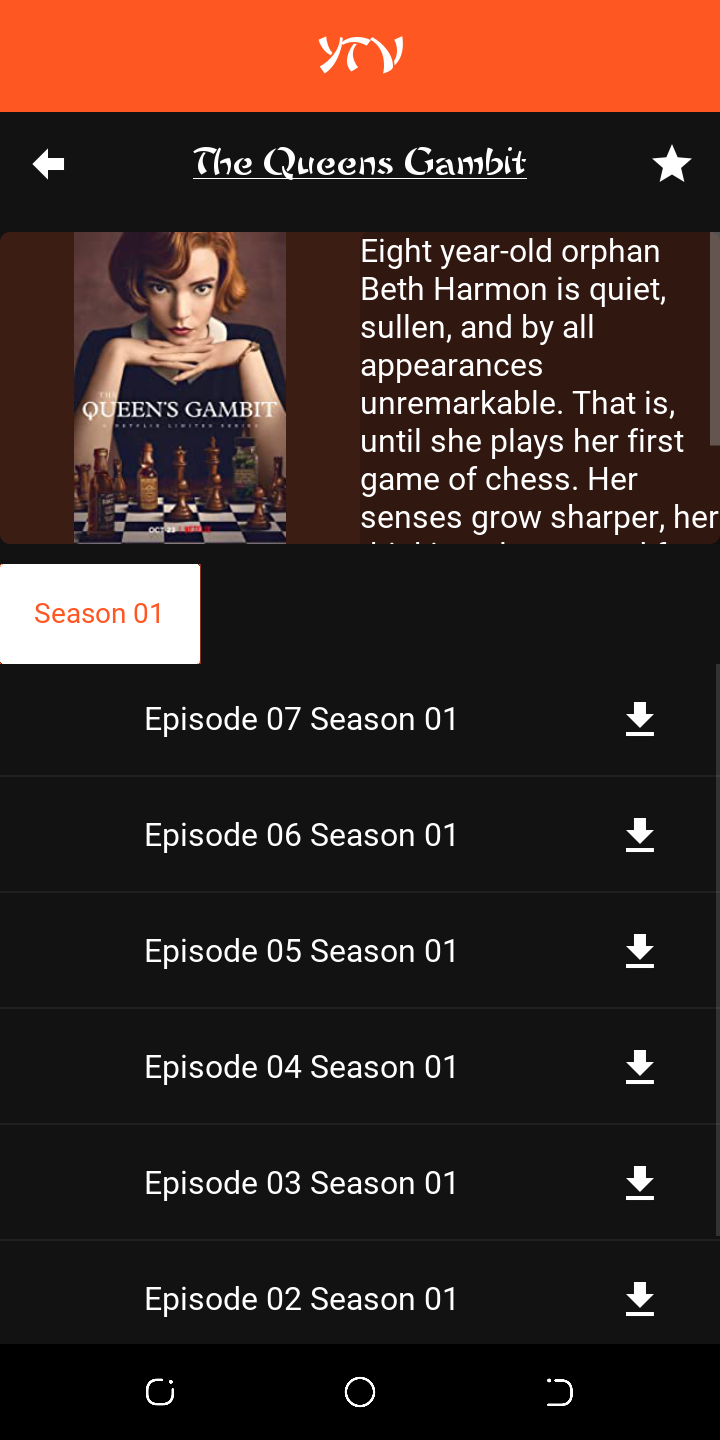 YTV
The Queens Gambit
THE
QUEEN'S GAMBIT
A NETFLIX LIMITED SERIES
OCT 23 | NETFLIX
Eight year-old orphan
Beth Harmon is quiet,
sullen, and by all
appearances
unremarkable. That is,
until she plays her first
game of chess. Her
senses grow sharper, her
Season 01
Episode 07 Season 01
Episode 06 Season 01
Episode 05 Season 01
Episode 04 Season 01
Episode 03 Season 01
Episode 02 Season 01